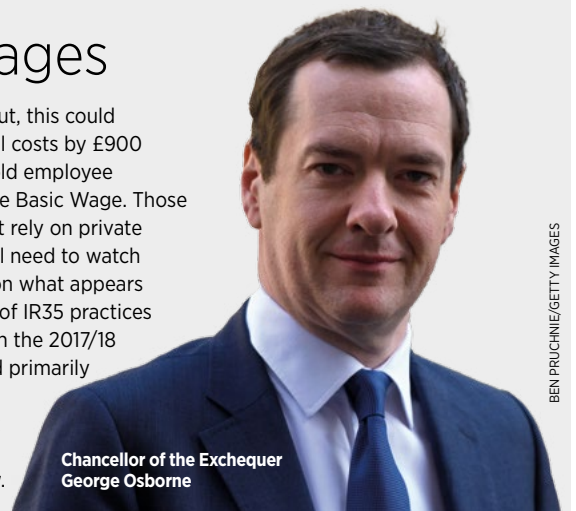 ages
ut, this could
l costs by £900
ld employee
e Basic Wage. Those
t rely on private
l need to watch
on what appears
of IR35 practices
n the 2017/18
d primarily
Chancellor of the Exchequer
George Osborne
BEN PRUCHNIE/GETTY IMAGES